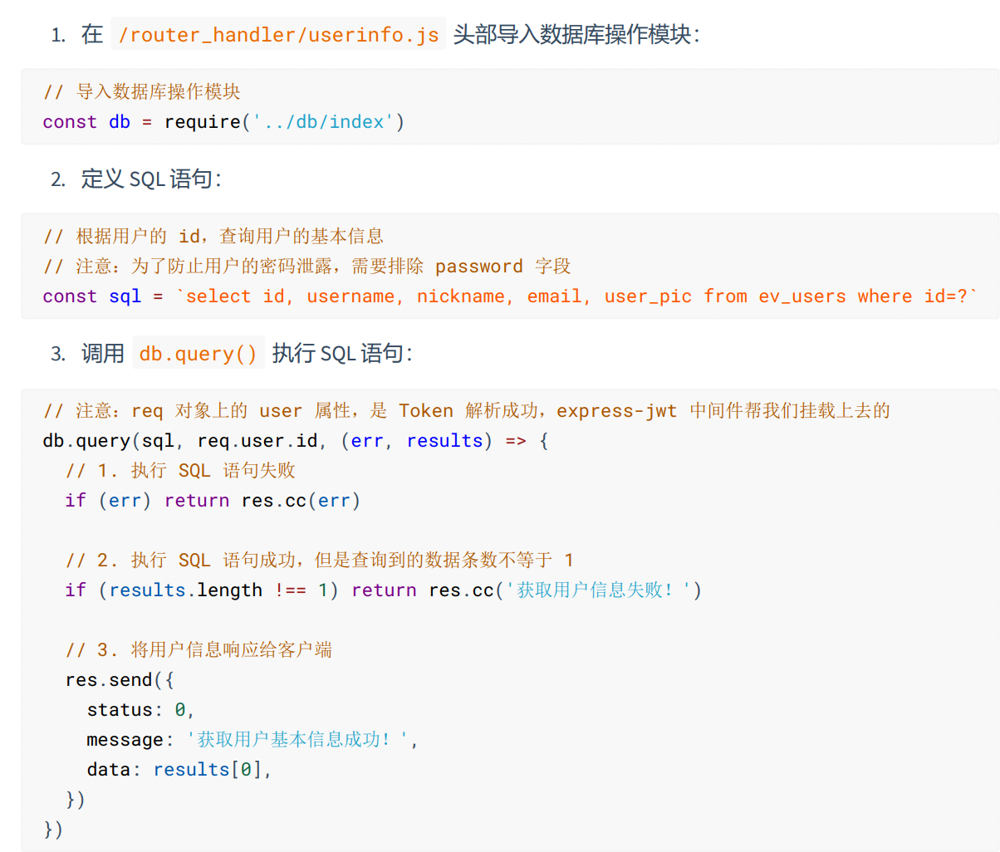 1. 在 /router_handler/userinfo.js 头部导入数据库操作模块：
// 导入数据库操作模块
const db = require('../db/index')
2. 定义 SQL 语句：
// 根据用户的 id，查询用户的基本信息
// 注意：为了防止用户的密码泄露，需要排除 password 字段
const sql = `select id, username, nickname, email, user_pic from ev_users where id=?`
3. 调用 db.query() 执行 SQL 语句：
// 注意：req 对象上的 user 属性，是 Token 解析成功，express-jwt 中间件帮我们挂载上去的
db.query(sql, req.user.id, (err, results) => {
  // 1. 执行 SQL 语句失败
  if (err) return res.cc(err)
  // 2. 执行 SQL 语句成功，但是查询到的数据条数不等于 1
  if (results.length !== 1) return res.cc('获取用户信息失败！')
  // 3. 将用户信息响应给客户端
  res.send({
    status: 0,
    message: '获取用户基本信息成功！',
    data: results[0],
  })
})